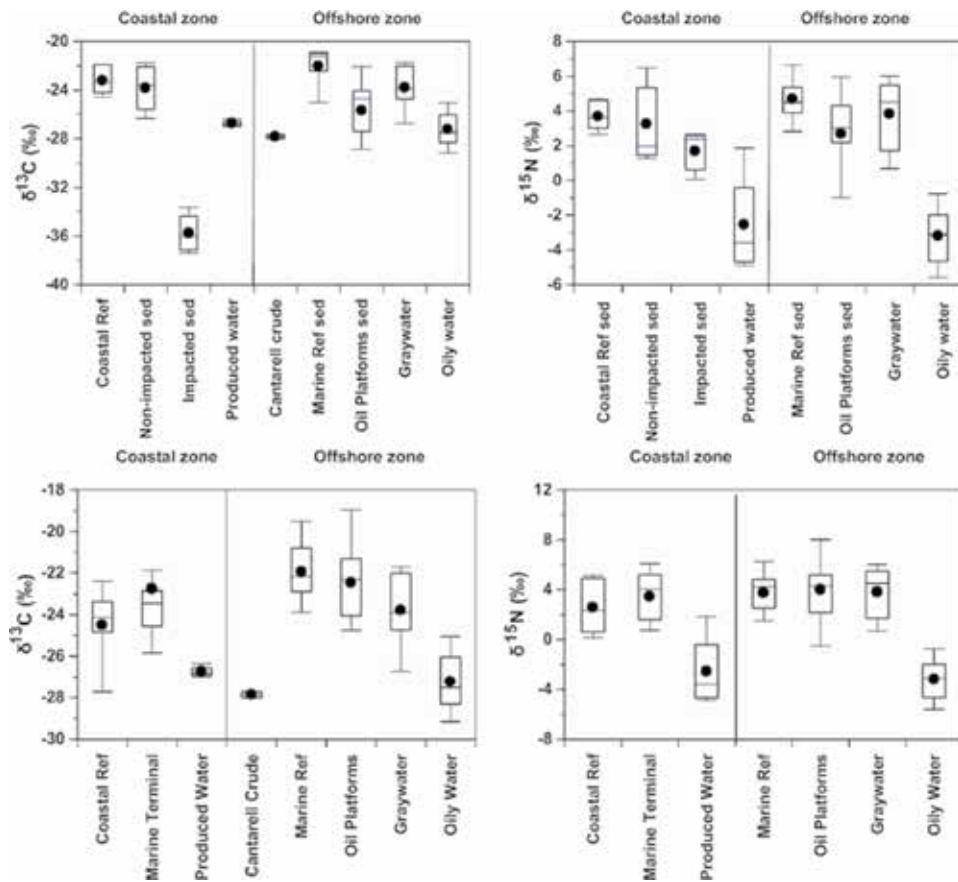 Coastal zone Offshore zone
-20
-24
-28
-32
-36
-40
δ13C (‰)
Coastal Ref
Non-impacted sed
Impacted sed
Produced water
Cantarell crude
Marine Ref sed
Oil Platforms sed
Graywater
Oily water
Coastal zone Offshore zone
8
6
4
2
0
-2
-4
-6
δ15N (‰)
Coastal Ref sed
Non-impacted sed
Impacted sed
Produced water
Marine Ref sed
Oil Platforms sed
Graywater
Oily water
Coastal zone Offshore zone
-18
-20
-22
-24
-26
-28
-30
δ13C (‰)
Coastal Ref
Marine Terminal
Produced Water
Cantarell Crude
Marine Ref
Oil Platforms
Graywater
Oily Water
Coastal zone Offshore zone
12
8
4
0
-4
-8
δ15N (‰)
Coastal Ref
Marine Terminal
Produced Water
Marine Ref
Oil Platforms
Graywater
Oily Water